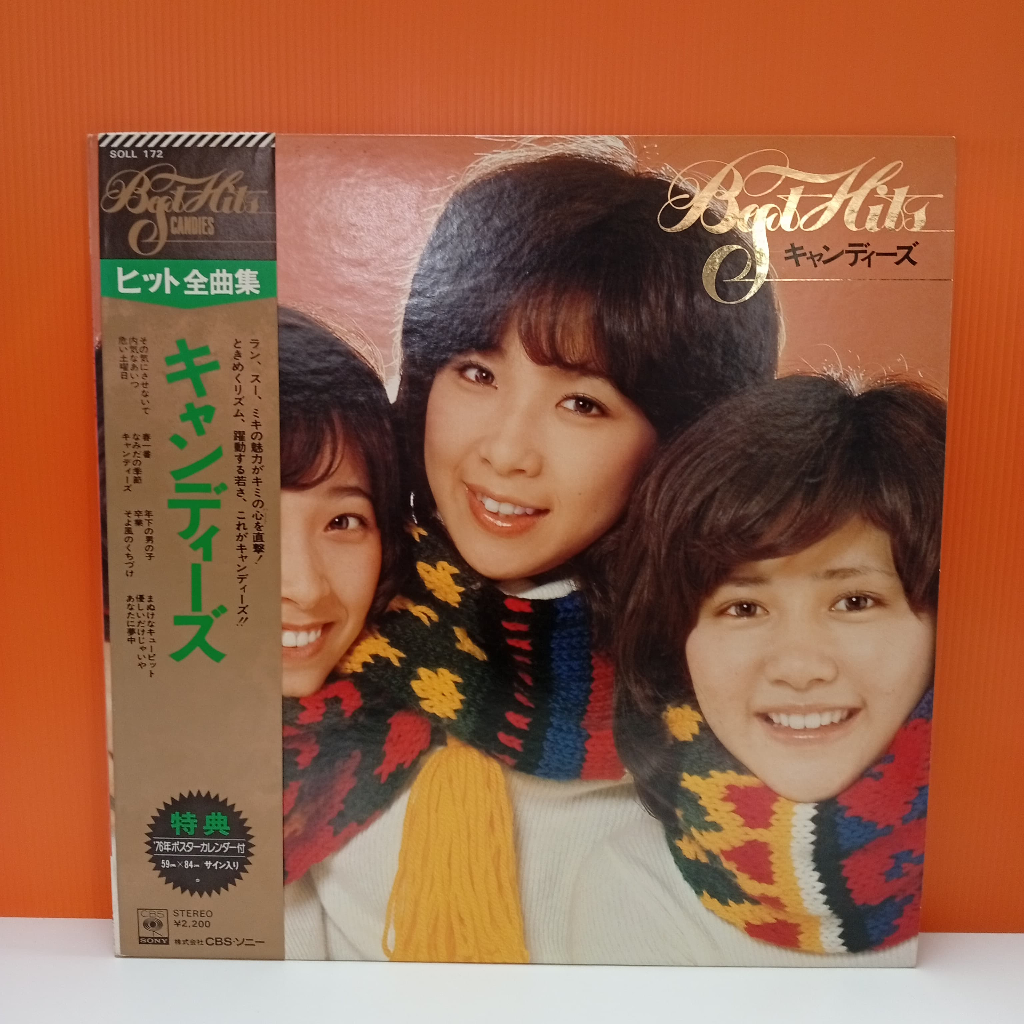 SOLL 172
Best Hits
CANDIES
ヒット全曲集
キャンディーズ
ラン、スー、ミキの魅力がキミの心を直撃!
ときめくリズム、躍動する若さ、これがキャンディーズ!!
その気にさせないで
内気なあいつ
危い土曜日
春一番
なみだの季節
キャンディーズ
年下の男の子
卒業
そよ風のくちづけ
まぬけなキューピット
優しいだけじゃいや
あなたに夢中
特典
'76年ポスターカレンダー付
59cm×84cm サイン入り
CBS
SONY
STEREO
¥2,200
株式会社 CBS・ソニー
Best Hits
キャンディーズ